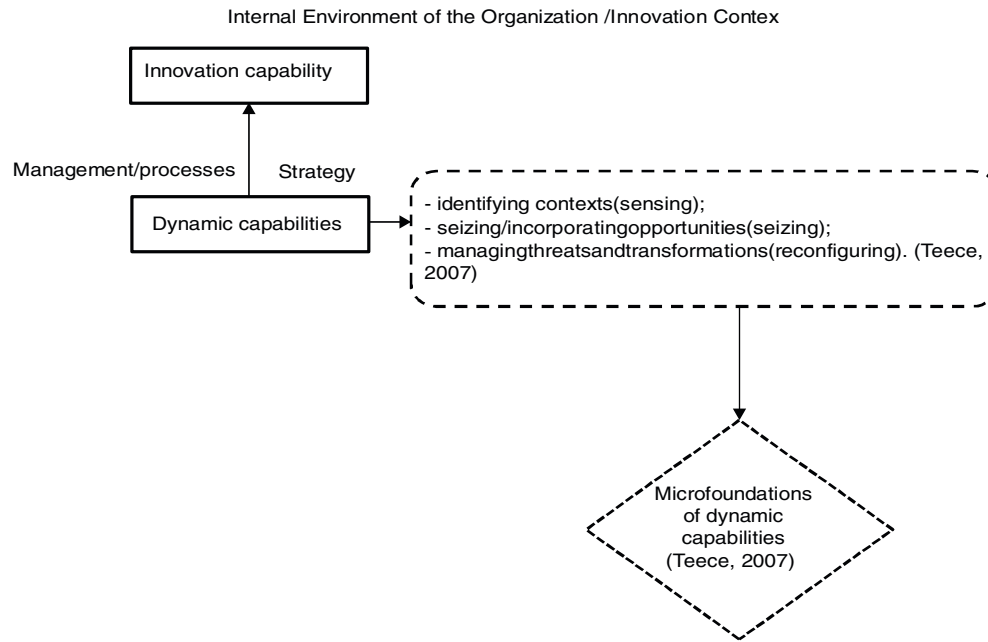 Internal Environment of the Organization /Innovation Contex
Innovation capability
Management/processes
Strategy
Dynamic capabilities
- identifying contexts(sensing);
- seizing/incorporatingopportunities(seizing);
- managingthreatsandtransformations(reconfiguring). (Teece,
2007)
Microfoundations
of dynamic
capabilities
(Teece, 2007)